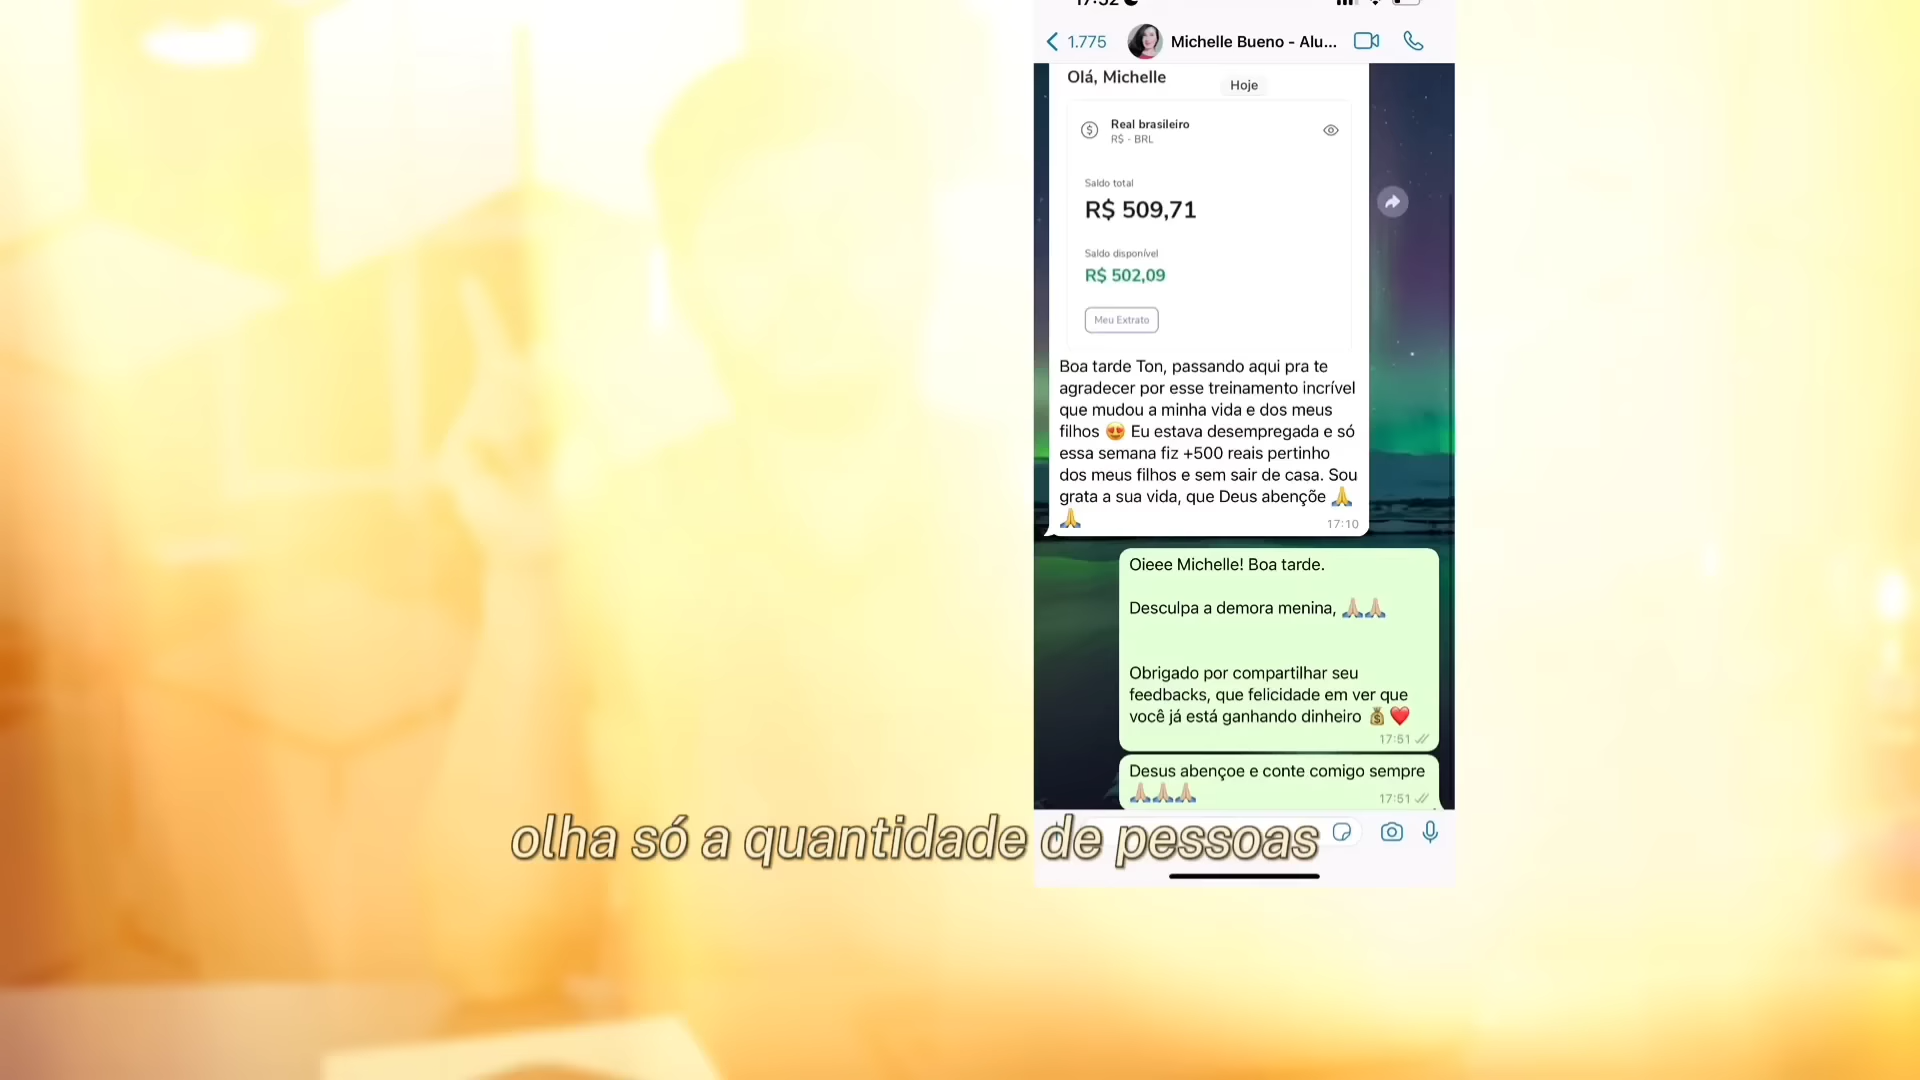 17:52
1.775
Michelle Bueno - Alu...
Olá, Michelle
Hoje
Real brasileiro
R$ - BRL
Saldo total
R$ 509,71
Saldo disponível
R$ 502,09
Meu Extrato
Boa tarde Ton, passando aqui pra te
agradecer por esse treinamento incrível
que mudou a minha vida e dos meus
filhos 😍 Eu estava desempregada e só
essa semana fiz +500 reais pertinho
dos meus filhos e sem sair de casa. Sou
grata a sua vida, que Deus abençõe 🙏
🙏
17:10
Oieee Michelle! Boa tarde.
Desculpa a demora menina, 🙏🏼🙏🏼
Obrigado por compartilhar seu
feedbacks, que felicidade em ver que
você já está ganhando dinheiro 💰❤️
17:51
Desus abençoe e conte comigo sempre
🙏🏼🙏🏼🙏🏼
17:51
olha só a quantidade de pessoas